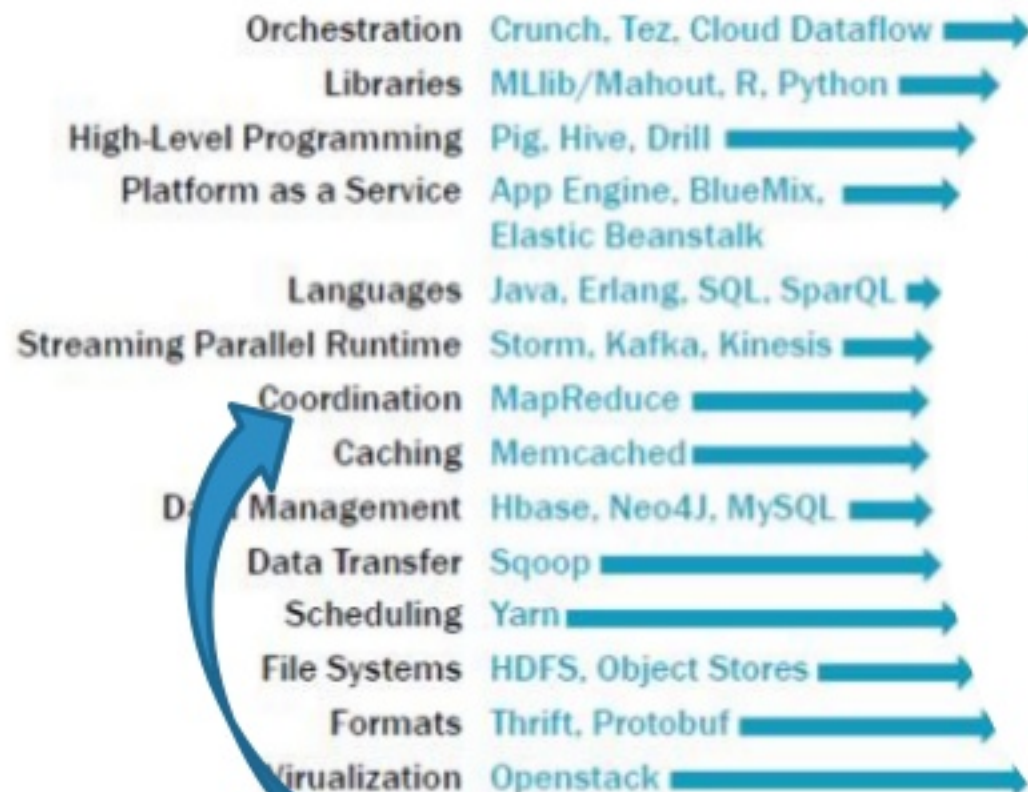 Orchestration Crunch, Tez, Cloud Dataflow
Libraries MLlib/Mahout, R, Python
High-Level Programming Pig, Hive, Drill
Platform as a Service App Engine, BlueMix,
Elastic Beanstalk
Languages Java, Erlang, SQL, SparQL
Streaming Parallel Runtime Storm, Kafka, Kinesis
Coordination MapReduce
Caching Memcached
Data Management Hbase, Neo4J, MySQL
Data Transfer Sqoop
Scheduling Yarn
File Systems HDFS, Object Stores
Formats Thrift, Protobuf
Virualization Openstack